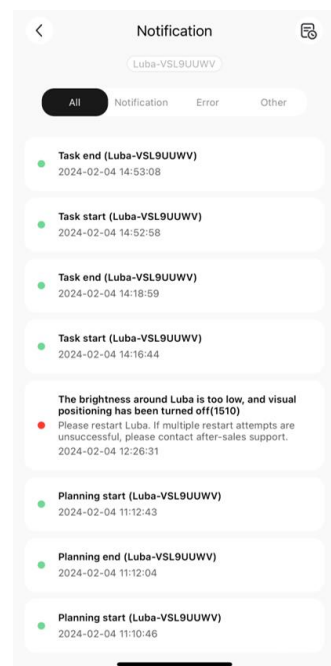 Notification
Luba-VSL9UUWV
All Notification Error Other
Task end (Luba-VSL9UUWV)
2024-02-04 14:53:08
Task start (Luba-VSL9UUWV)
2024-02-04 14:52:58
Task end (Luba-VSL9UUWV)
2024-02-04 14:18:59
Task start (Luba-VSL9UUWV)
2024-02-04 14:16:44
The brightness around Luba is too low, and visual
positioning has been turned off(1510)
Please restart Luba. If multiple restart attempts are
unsuccessful, please contact after-sales support.
2024-02-04 12:26:31
Planning start (Luba-VSL9UUWV)
2024-02-04 11:12:43
Planning end (Luba-VSL9UUWV)
2024-02-04 11:12:04
Planning start (Luba-VSL9UUWV)
2024-02-04 11:10:46